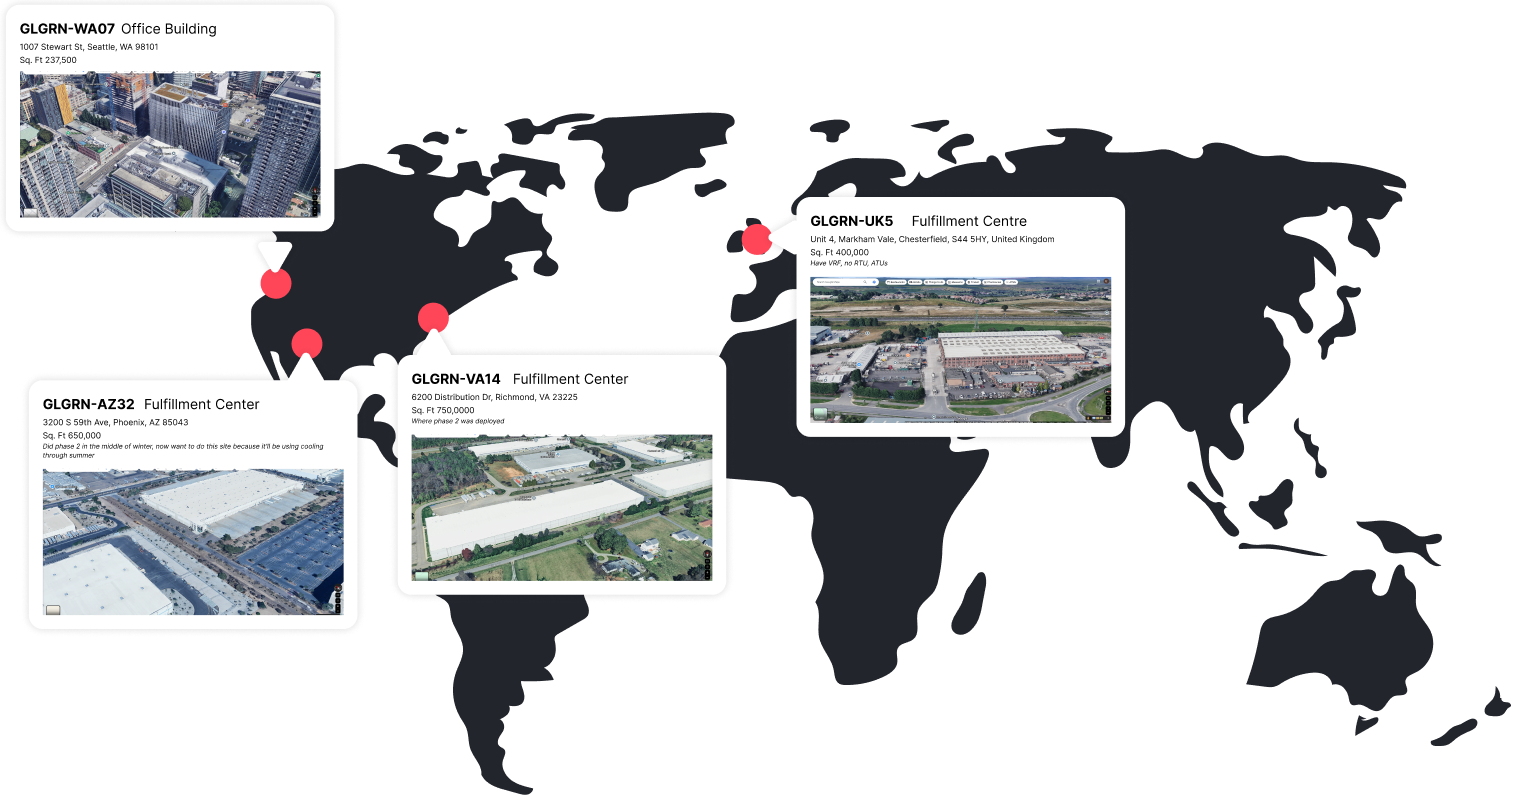 GLGRN-WA07 Office Building
1007 Stewart St, Seattle, WA 98101
Sq. Ft 237,500
GLGRN-UK5 Fulfillment Centre
Unit 4, Markham Vale, Chesterfield, S44 5HY, United Kingdom
Sq. Ft 400,000
Have VRF, no RTU, ATUs
GLGRN-VA14 Fulfillment Center
6200 Distribution Dr, Richmond, VA 23225
Sq. Ft 750,0000
Where phase 2 was deployed
GLGRN-AZ32 Fulfillment Center
3200 S 59th Ave, Phoenix, AZ 85043
Sq. Ft 650,000
Did phase 2 in the middle of winter, now want to do this site because it'll be using cooling
through summer